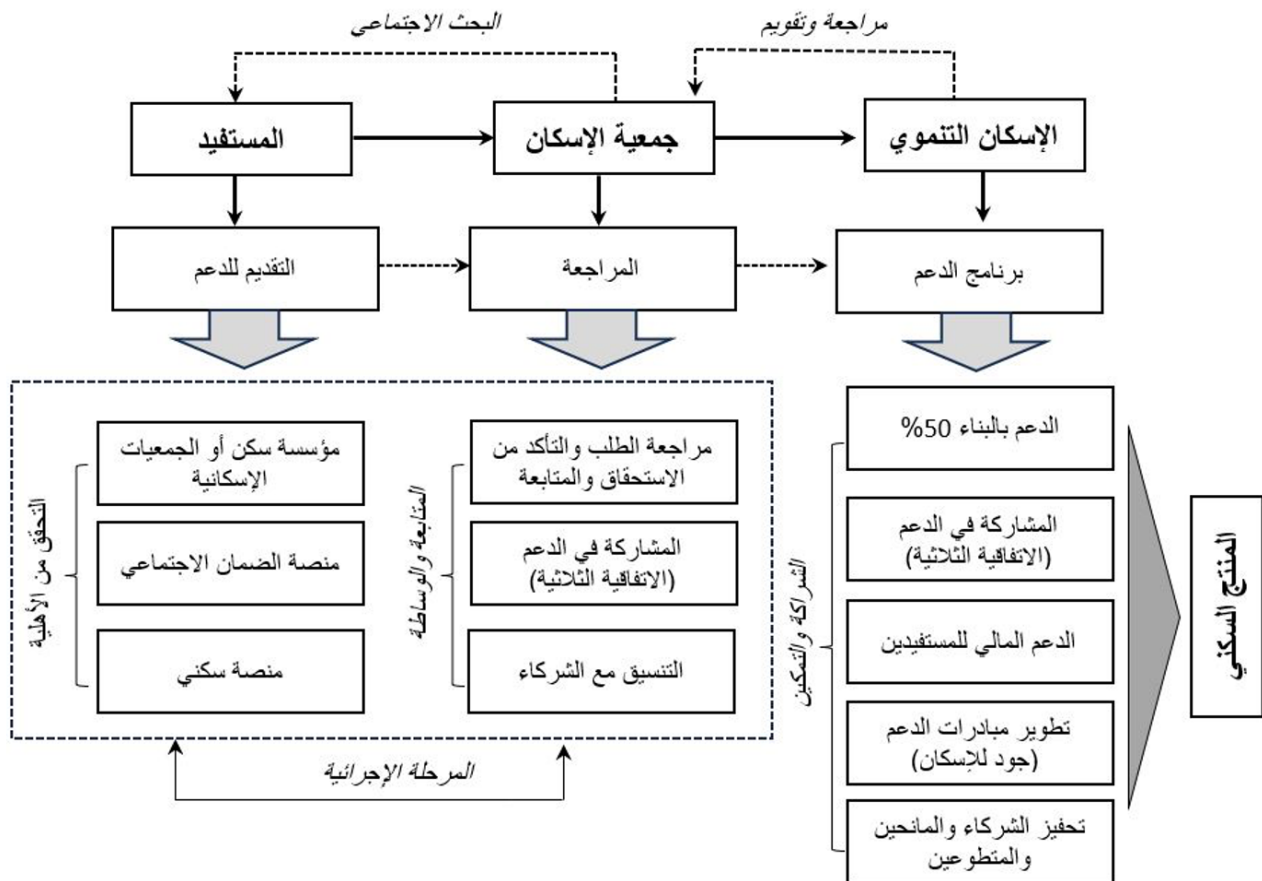 مراجعة وتقويم
البحث الاجتماعي
الإسكان التنموي
جمعية الإسكان
المستفيد
برنامج الدعم
المراجعة
التقديم للدعم
المنتج السكني
الشراكة والتمكين
الدعم بالبناء 50%
المشاركة في الدعم
(الاتفاقية الثلاثية)
الدعم المالي للمستفيدين
تطوير مبادرات الدعم
(جود للإسكان)
تحفيز الشركاء والمانحين
والمتطوعين
مراجعة الطلب والتأكد من
الاستحقاق والمتابعة
المشاركة في الدعم
(الاتفاقية الثلاثية)
التنسيق مع الشركاء
المتابعة والوساطة
مؤسسة سكن أو الجمعيات
الإسكانية
منصة الضمان الاجتماعي
منصة سكني
التحقق من الأهلية
المرحلة الإجرائية